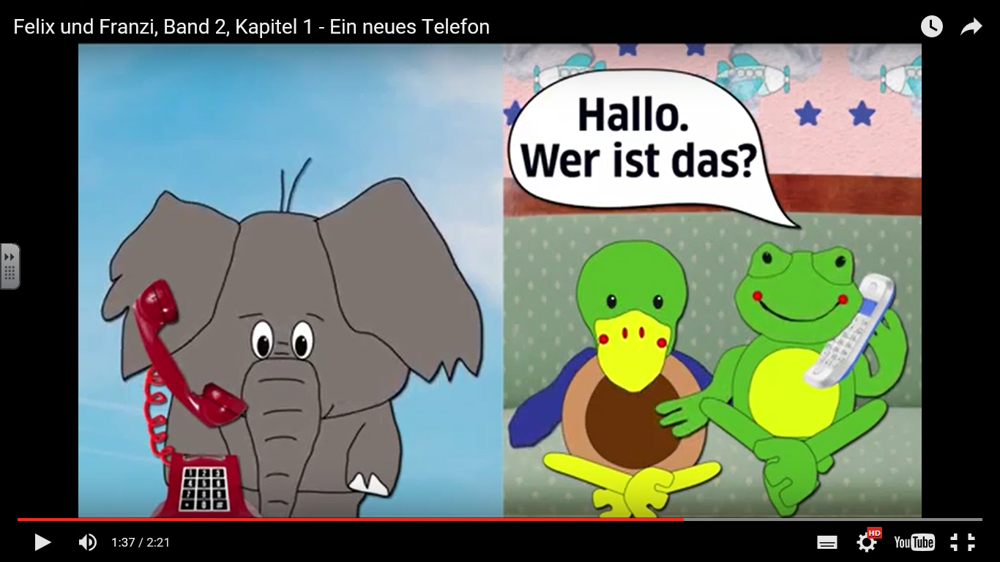 Felix und Franzi, Band 2, Kapitel 1 - Ein neues Telefon
Hallo.
Wer ist das?
1:37 / 2:21
HD
YouTube